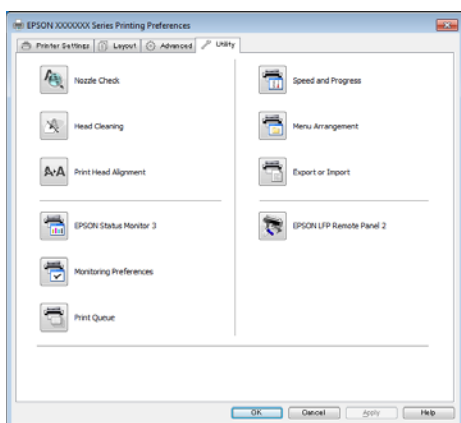 EPSON XXXXXXX Series Printing Preferences
Printer Settings Layout Advanced Utility
Nozzle Check
Speed and Progress
Head Cleaning
Menu Arrangement
A A Print Head Alignment
Export or Import
EPSON Status Monitor 3
EPSON LFP Remote Panel 2
Monitoring Preferences
Print Queue
OK Cancel Apply Help